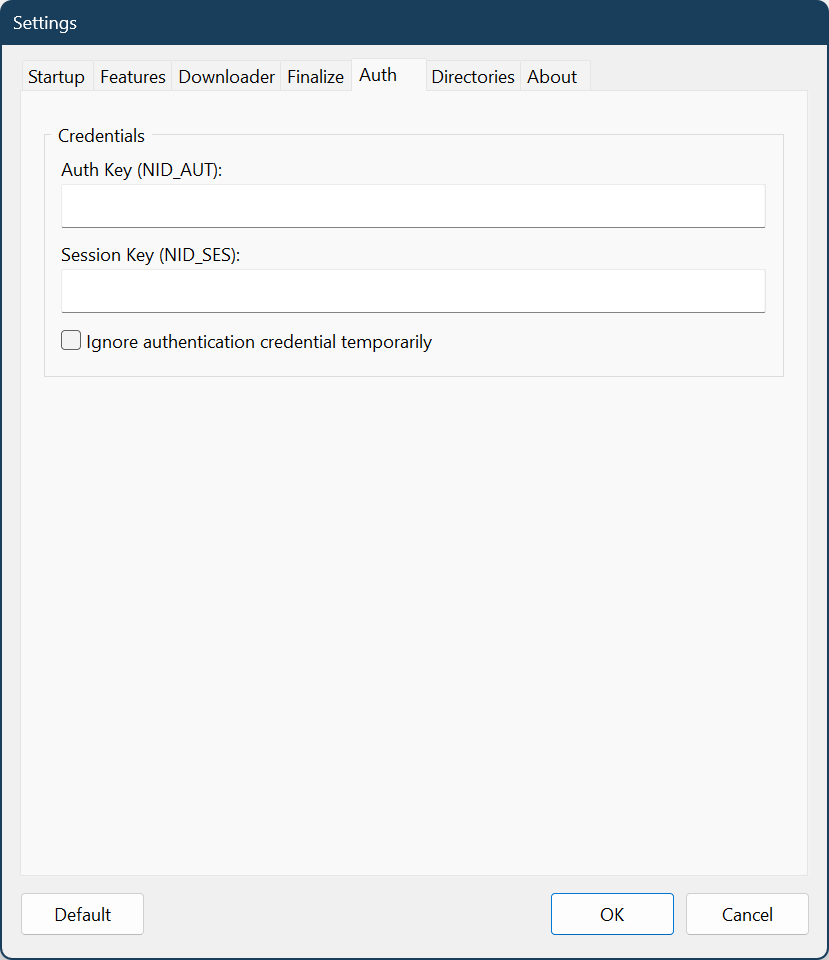 Settings
Startup Features Downloader Finalize Auth Directories About
Credentials
Auth Key (NID_AUT):
Session Key (NID_SES):
Ignore authentication credential temporarily
Default OK Cancel